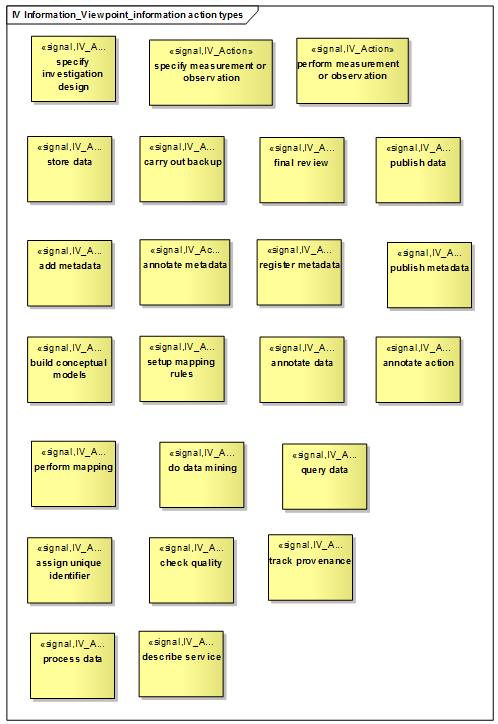 IV Information_Viewpoint_information action types
«signal,IV_A...
specify
investigation
design
«signal,IV_Action»
specify measurement or
observation
«signal,IV_Action»
perform measurement
or observation
«signal,IV_A...
store data
«signal,IV_A...
carry out backup
«signal,IV_A...
final review
«signal,IV_A...
publish data
«signal,IV_A...
add metadata
«signal,IV_Ac...
annotate metadata
«signal,IV_A...
register metadata
«signal,IV_A...
publish metadata
«signal,IV_A...
build conceptual
models
«signal,IV_A...
setup mapping
rules
«signal,IV_A...
annotate data
«signal,IV_A...
annotate action
«signal,IV_A...
perform mapping
«signal,IV_A...
do data mining
«signal,IV_A...
query data
«signal,IV_A...
assign unique
identifier
«signal,IV_A...
check quality
«signal,IV_A...
track provenance
«signal,IV_A...
process data
«signal,IV_A...
describe service